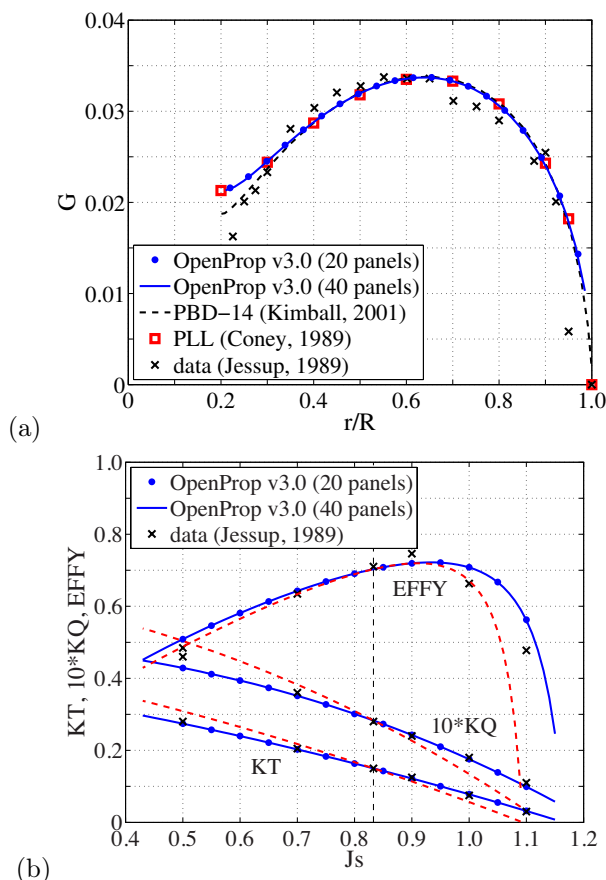 0.04
0.03
0.02
0.01
0
G
OpenProp v3.0 (20 panels)
OpenProp v3.0 (40 panels)
PBD−14 (Kimball, 2001)
PLL (Coney, 1989)
data (Jessup, 1989)
0 0.2 0.4 0.6 0.8 1.0
r/R
(a)
1.0
0.8
0.6
0.4
0.2
0
KT, 10*KQ, EFFY
OpenProp v3.0 (20 panels)
OpenProp v3.0 (40 panels)
data (Jessup, 1989)
EFFY
10*KQ
KT
0.4 0.5 0.6 0.7 0.8 0.9 1.0 1.1 1.2
Js
(b)